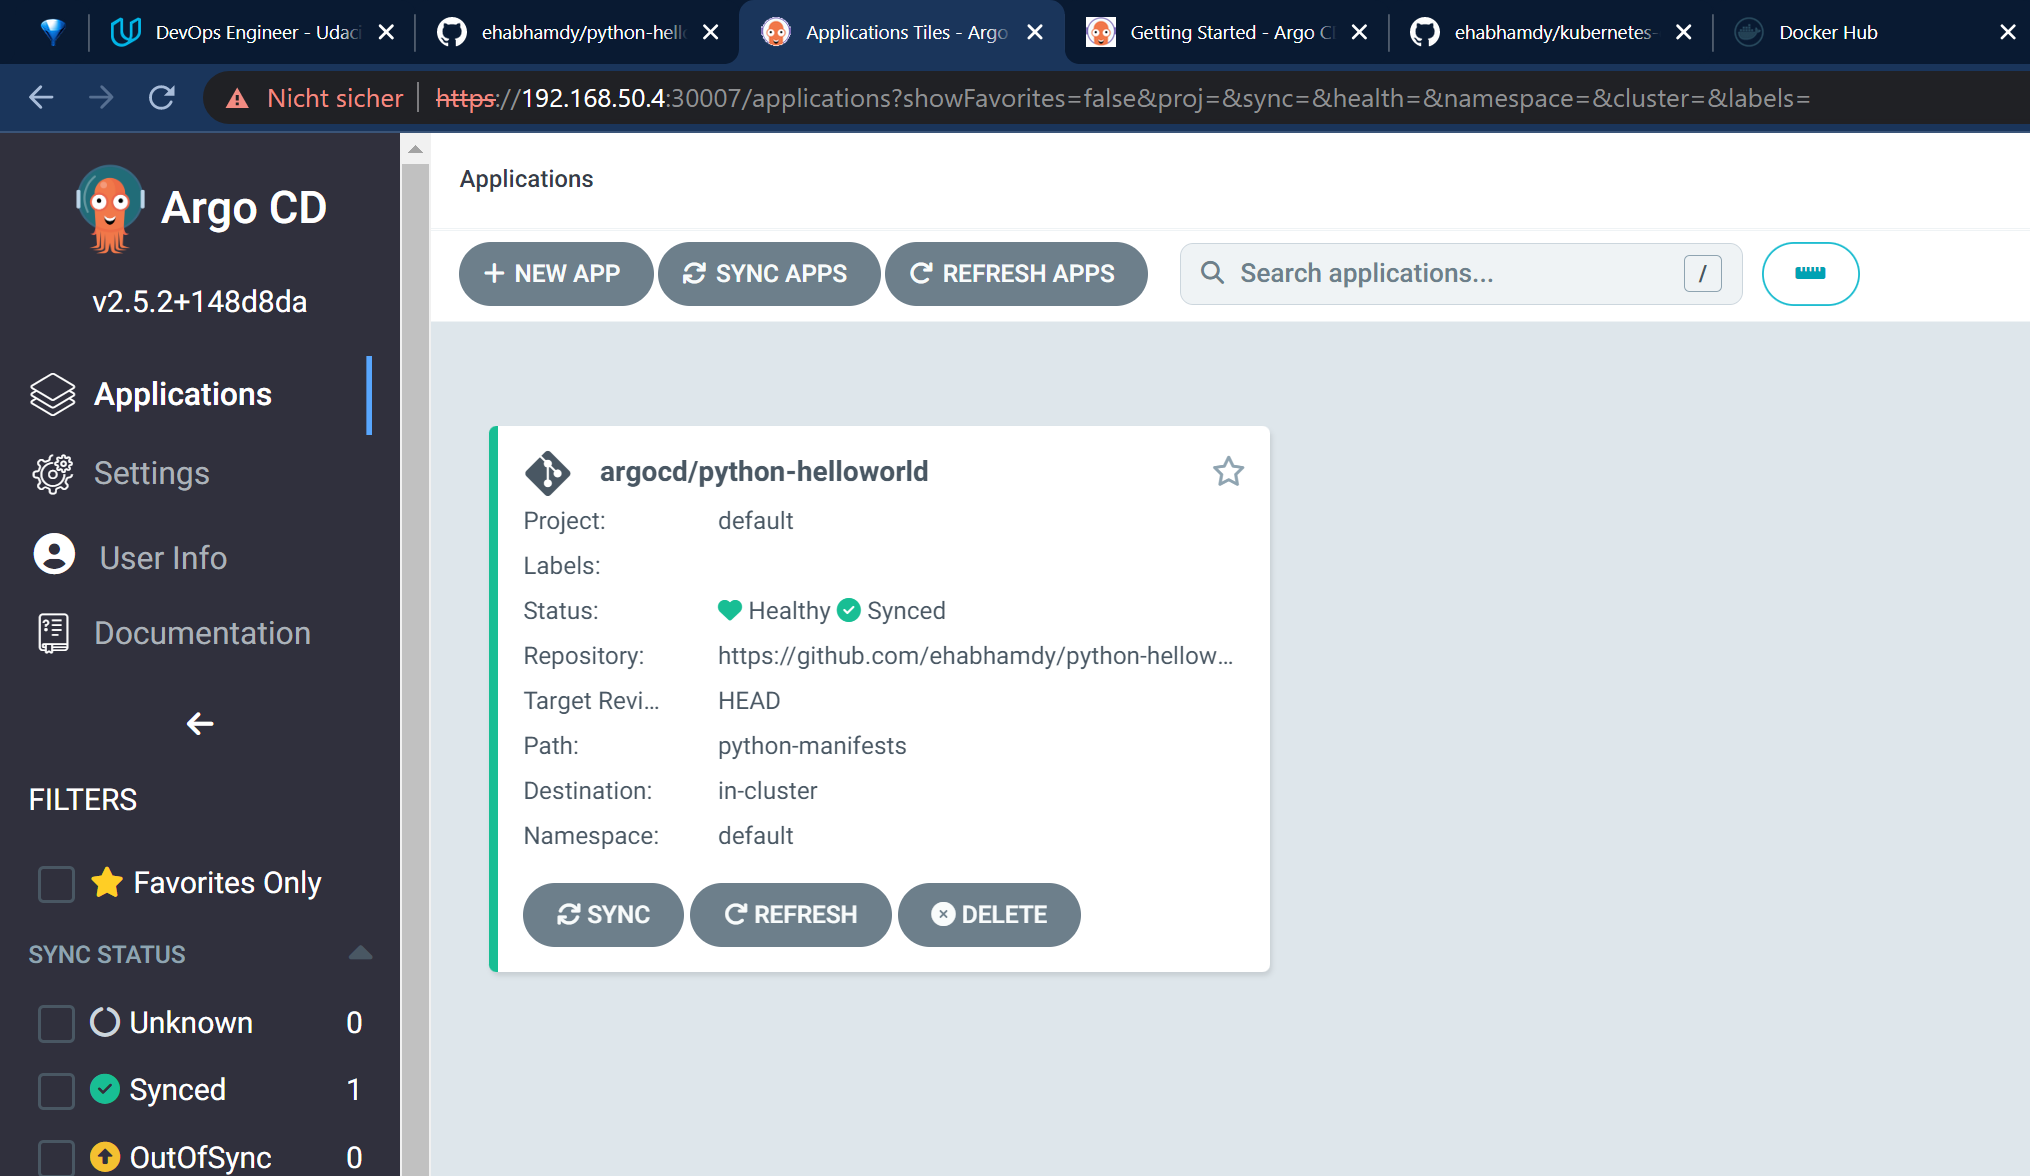 DevOps Engineer - Udaci
ehabhamdy/python-hell
Applications Tiles - Argo
Getting Started - Argo C
ehabhamdy/kubernetes-
Docker Hub
Nicht sicher
https://192.168.50.4:30007/applications?showFavorites=false&proj=&sync=&health=&namespace=&cluster=&labels=
Argo CD
v2.5.2+148d8da
Applications
Settings
User Info
Documentation
FILTERS
Favorites Only
SYNC STATUS
Unknown 0
Synced 1
OutOfSync 0
Applications
NEW APP
SYNC APPS
REFRESH APPS
Search applications...
/
argocd/python-helloworld
Project: default
Labels:
Status: Healthy Synced
Repository: https://github.com/ehabhamdy/python-hellow...
Target Revi... HEAD
Path: python-manifests
Destination: in-cluster
Namespace: default
SYNC
REFRESH
DELETE